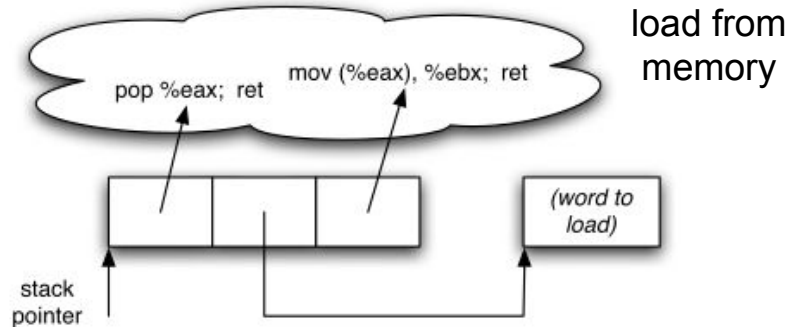 load from
memory
pop %eax;  ret
mov (%eax), %ebx;  ret
(word to
load)
stack
pointer